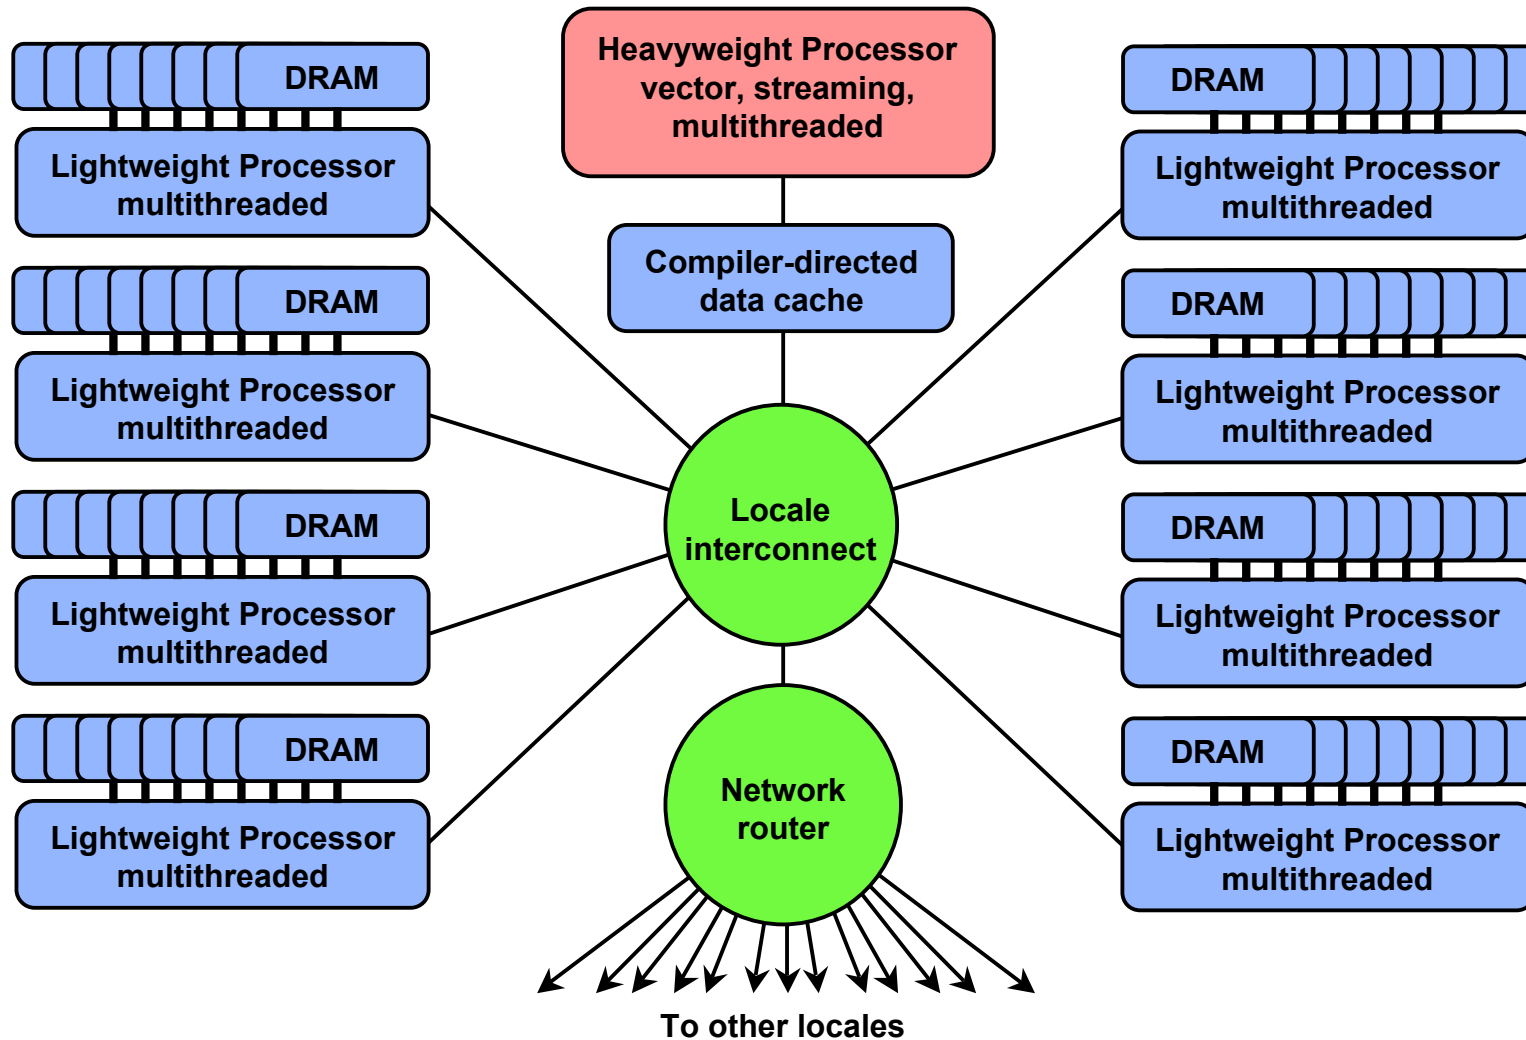 Heavyweight Processor
vector, streaming,
multithreaded
Compiler-directed
data cache
DRAM
Lightweight Processor
multithreaded
DRAM
Lightweight Processor
multithreaded
DRAM
Lightweight Processor
multithreaded
DRAM
Lightweight Processor
multithreaded
Locale
interconnect
Network
router
To other locales
DRAM
Lightweight Processor
multithreaded
DRAM
Lightweight Processor
multithreaded
DRAM
Lightweight Processor
multithreaded
DRAM
Lightweight Processor
multithreaded